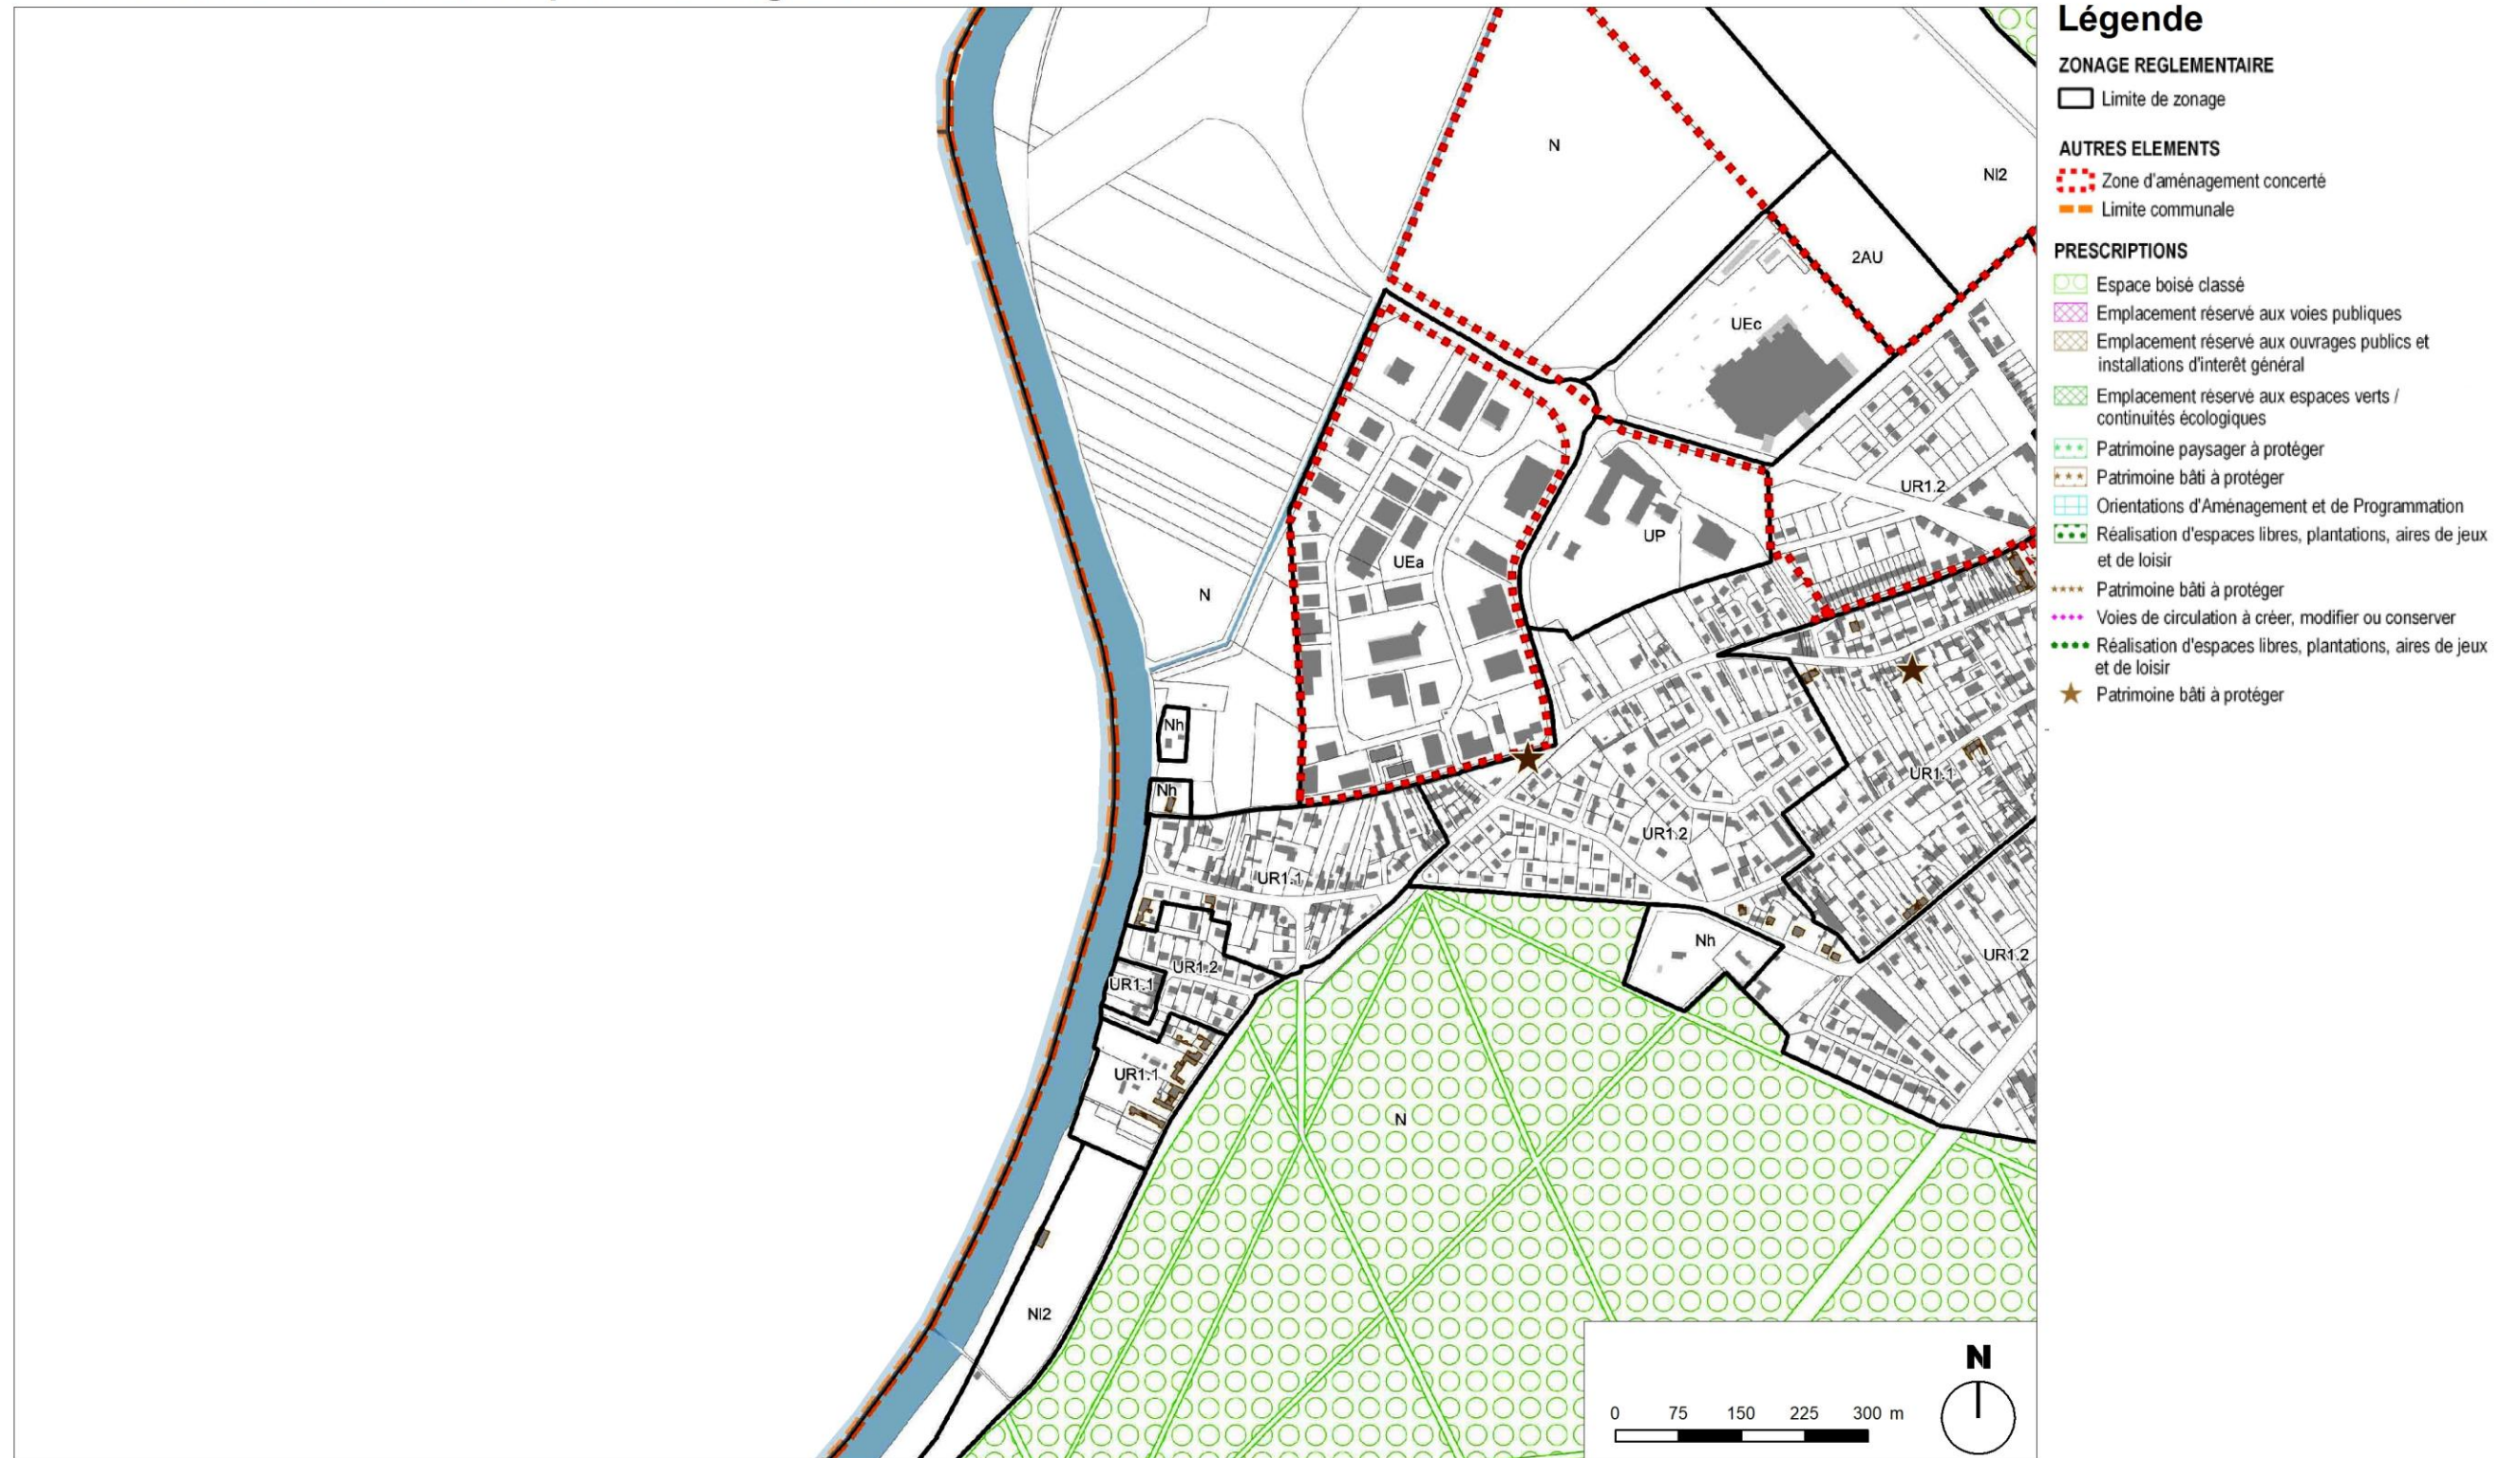 Légende
ZONAGE REGLEMENTAIRE
Limite de zonage
AUTRES ELEMENTS
Zone d'aménagement concerté
Limite communale
PRESCRIPTIONS
Espace boisé classé
Emplacement réservé aux voies publiques
Emplacement réservé aux ouvrages publics et
installations d'interêt général
Emplacement réservé aux espaces verts /
continuités écologiques
Patrimoine paysager à protéger
Patrimoine bâti à protéger
Orientations d'Aménagement et de Programmation
Réalisation d'espaces libres, plantations, aires de jeux
et de loisir
Patrimoine bâti à protéger
Voies de circulation à créer, modifier ou conserver
Réalisation d'espaces libres, plantations, aires de jeux
et de loisir
Patrimoine bâti à protéger
N
Nl2
2AU
UEc
UR1.2
UP
UEa
N
Nh
UR1.1
Nh
UR1.2
UR1.1
Nh
UR1.2
UR1.2
UR1.1
UR1.1
N
Nl2
N
0 75 150 225 300 m